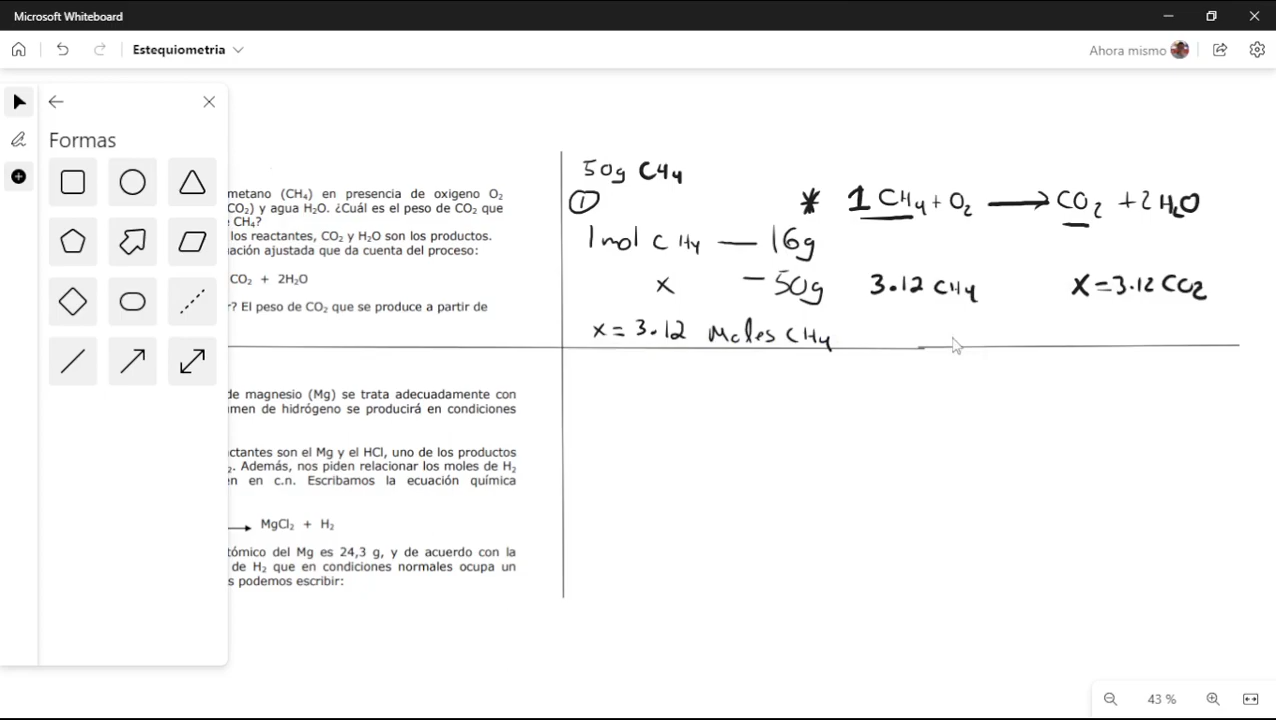 Microsoft Whiteboard
Estequiometria
Ahora mismo
Formas
metano (CH₄) en presencia de oxigeno O₂
CO₂) y agua H₂O. ¿Cuál es el peso de CO₂ que
CH₄?
los reactantes, CO₂ y H₂O son los productos.
ación ajustada que da cuenta del proceso:
CO₂ + 2H₂O
? El peso de CO₂ que se produce a partir de
de magnesio (Mg) se trata adecuadamente con
umen de hidrógeno se producirá en condiciones
ctantes son el Mg y el HCl, uno de los productos
₂. Además, nos piden relacionar los moles de H₂
en en c.n. Escribamos la ecuación química
MgCl₂ + H₂
tómico del Mg es 24,3 g, y de acuerdo con la
de H₂ que en condiciones normales ocupa un
s podemos escribir:
50g CH₄
①
* 1 CH₄ + O₂ → CO₂ + 2 H₂O
1mol CH₄ — 16g
x — 50g
3.12 CH₄
x = 3.12 CO₂
x = 3.12 Moles CH₄
43 %